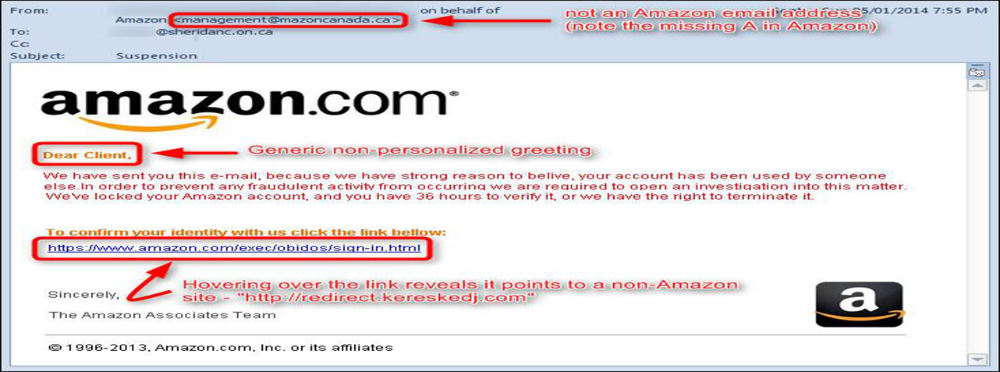 From: on behalf of
Amazon <management@mazoncanada.ca>
not an Amazon email address
(note the missing A in Amazon)
Sun 05/01/2014 7:55 PM
To: @sheridanc.on.ca
Cc:
Subject: Suspension
amazon.com®
Dear Client,
Generic non-personalized greeting
We have sent you this e-mail, because we have strong reason to belive, your account has been used by someone
else.In order to prevent any fraudulent activity from occurring we are required to open an investigation into this matter.
We've locked your Amazon account, and you have 36 hours to verify it, or we have the right to terminate it.
To confirm your identity with us click the link bellow:
https://www.amazon.com/exec/obidos/sign-in.html
Hovering over the link reveals it points to a non-Amazon
site - "http://redirect.kereskedj.com"
Sincerely,
The Amazon Associates Team
a
© 1996-2013, Amazon.com, Inc. or its affiliates